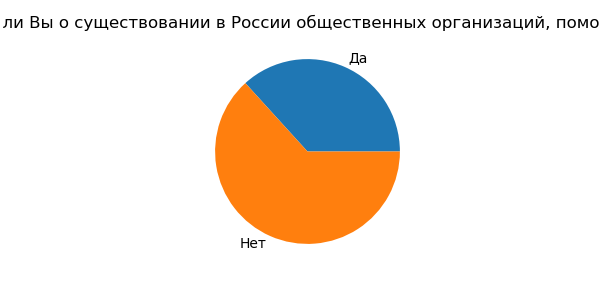 ли Вы о существовании в России общественных организаций, помо
Да
Нет